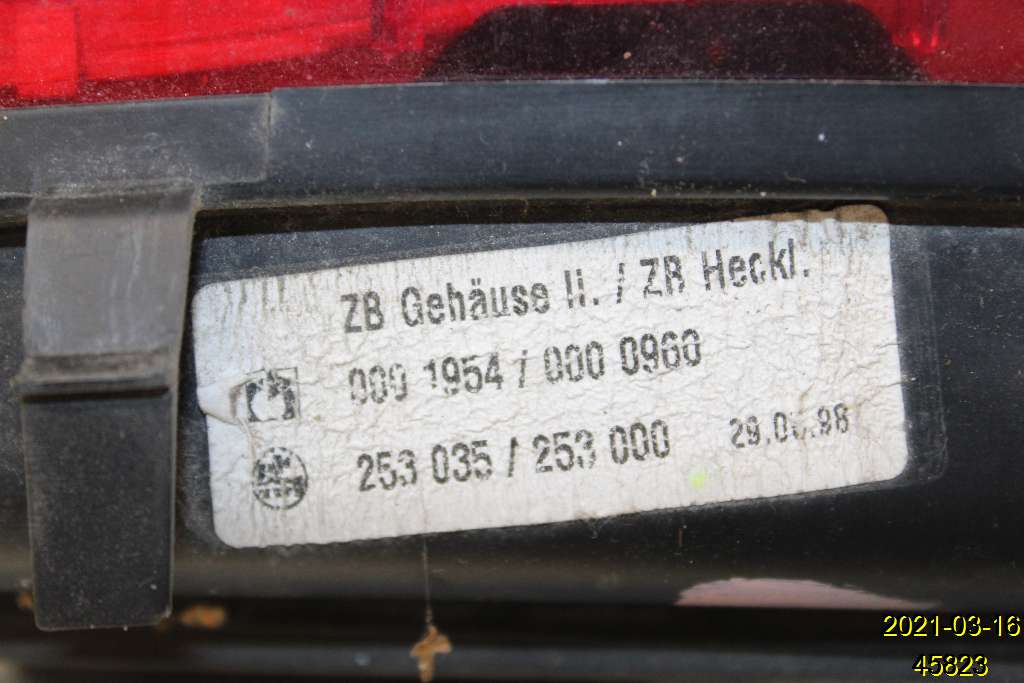 ZB Gehäuse li. / ZB Heckl.
000 1954 / 000 0960
253 035 / 253 000
2021-03-16
45823